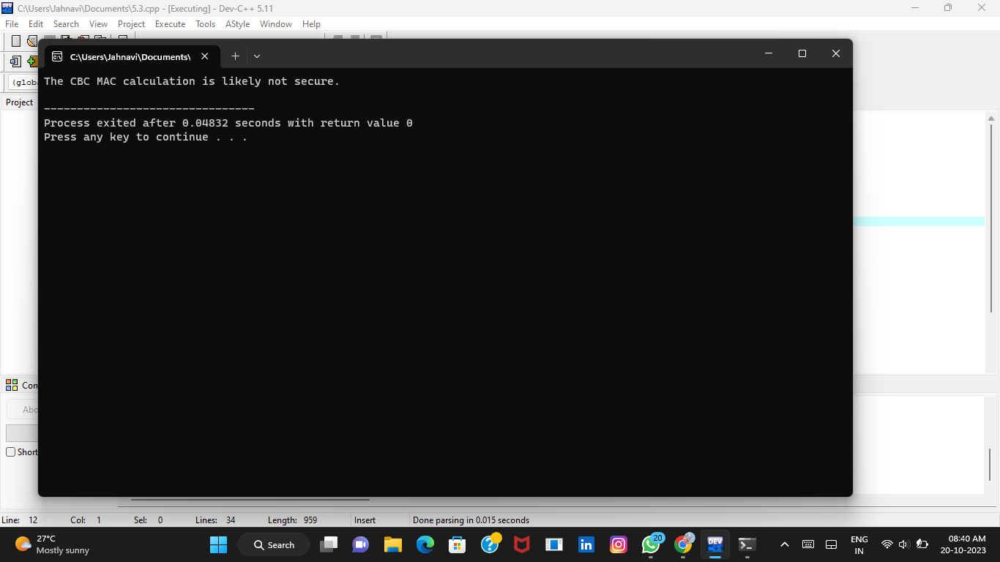 C:\Users\Jahnavi\Documents\5.3.cpp - [Executing] - Dev-C++ 5.11
File Edit Search View Project Execute Tools AStyle Window Help
C:\Users\Jahnavi\Documents\
(globa
The CBC MAC calculation is likely not secure.
Project
--------------------------------
Process exited after 0.04832 seconds with return value 0
Press any key to continue . . .
Com
Abo
Short
Line: 12 Col: 1 Sel: 0 Lines: 34 Length: 959 Insert Done parsing in 0.015 seconds
27°C
Mostly sunny
Search
20
DEV
ENG
IN
08:40 AM
20-10-2023